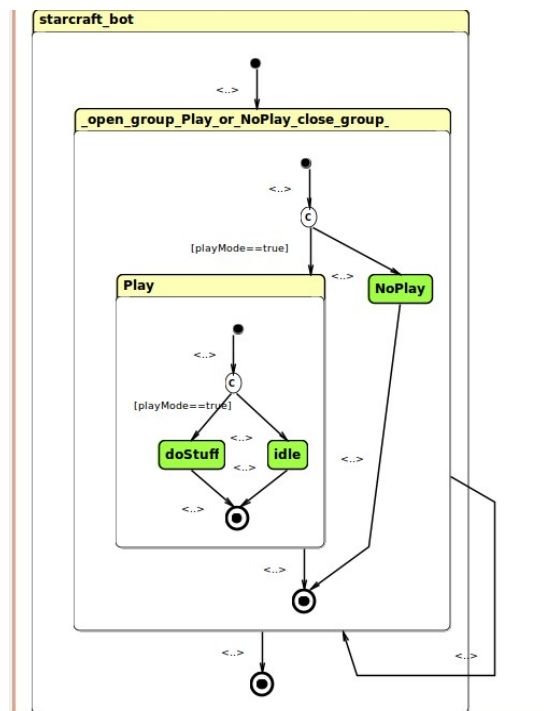 starcraft_bot
<..>
_open_group_Play_or_NoPlay_close_group_
<..>
C
[playMode==true]
<..>
Play
NoPlay
<..>
C
[playMode==true]
<..>
doStuff
idle
<..>
<..>
<..>
<..>
<..>
<..>